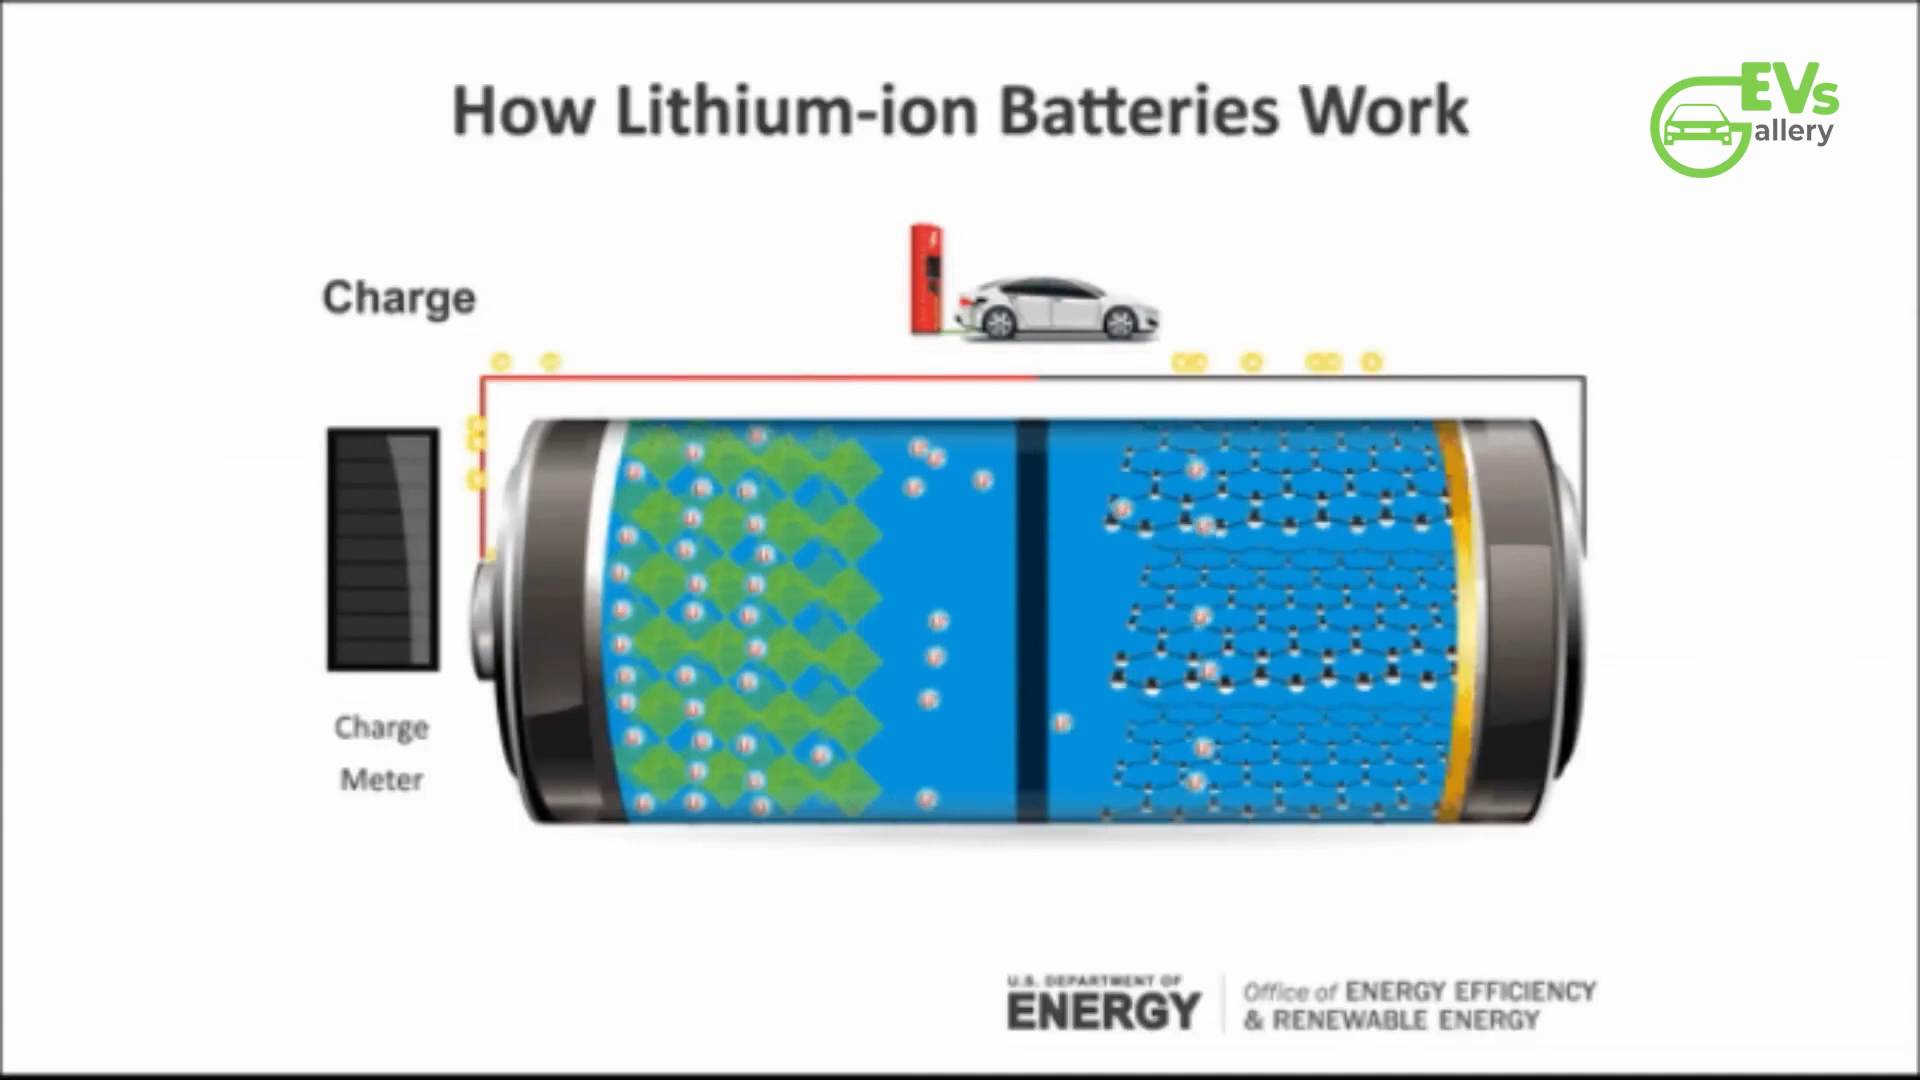 How Lithium-ion Batteries Work
EVs
allery
Charge
Charge
Meter
U.S. DEPARTMENT OF
ENERGY
Office of ENERGY EFFICIENCY
& RENEWABLE ENERGY